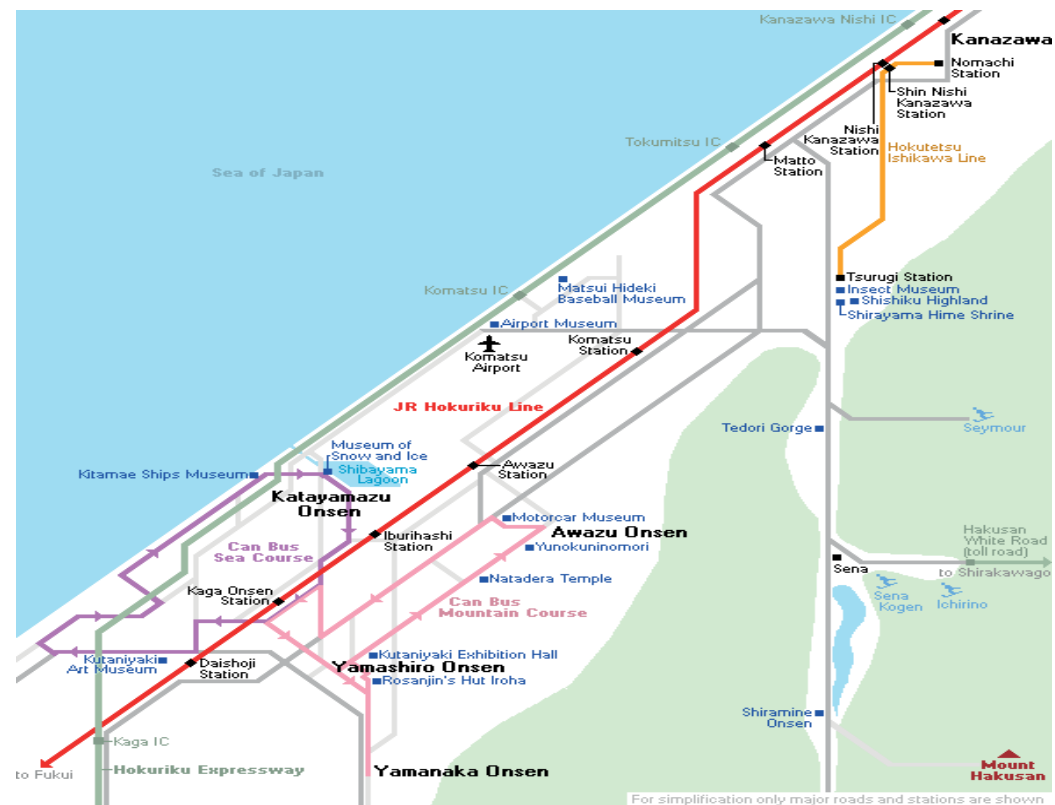 Kanazawa Nishi IC
Kanazawa
Nomachi
Station
Shin Nishi
Kanazawa
Station
Nishi
Kanazawa
Station
Hokutetsu
Ishikawa Line
Tokumitsu IC
Matto
Station
Sea of Japan
Tsurugi Station
Insect Museum
Shishiku Highland
Shirayama Hime Shrine
Komatsu IC
Matsui Hideki
Baseball Museum
Airport Museum
Komatsu
Airport
Komatsu
Station
JR Hokuriku Line
Tedori Gorge
Seymour
Museum of
Snow and Ice
Shibayama
Lagoon
Kitamae Ships Museum
Awazu
Station
Katayamazu
Onsen
Motorcar Museum
Awazu Onsen
Iburihashi
Station
Yunokuninomori
Can Bus
Sea Course
Hakusan
White Road
(toll road)
to Shirakawago
Sena
Natadera Temple
Kaga Onsen
Station
Can Bus
Mountain Course
Sena
Kogen
Ichirino
Kutaniyaki
Art Museum
Daishoji
Station
Kutaniyaki Exhibition Hall
Yamashiro Onsen
Rosanjin's Hut Iroha
Shiramine
Onsen
Kaga IC
to Fukui
Hokuriku Expressway
Yamanaka Onsen
Mount
Hakusan
For simplification only major roads and stations are shown